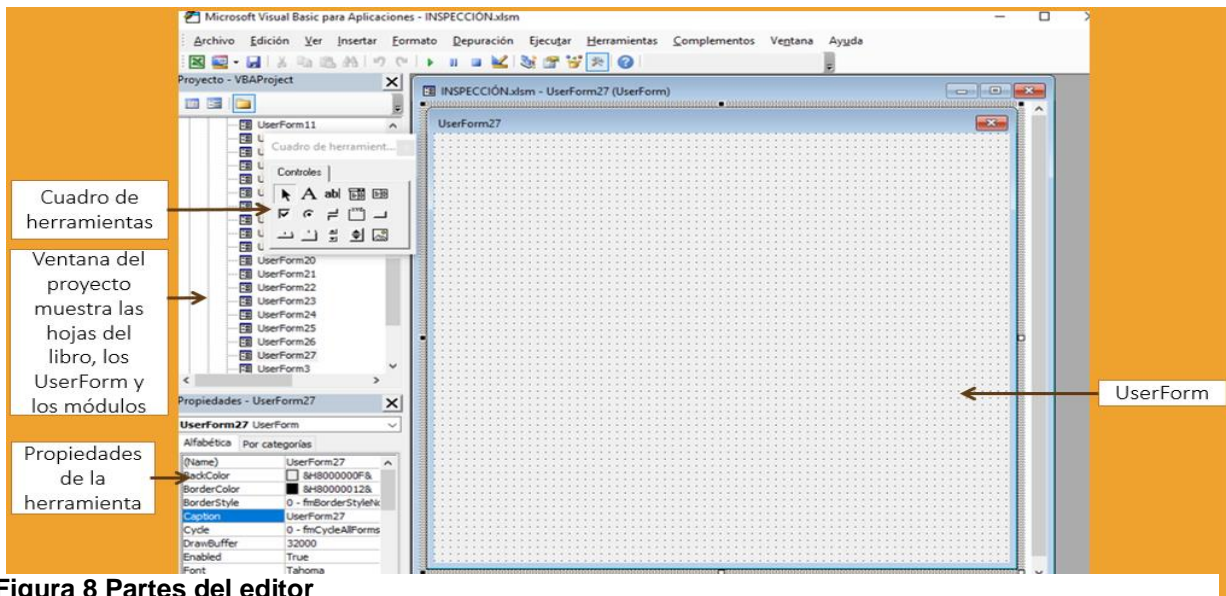 Microsoft Visual Basic para Aplicaciones - INSPECCIÓN.xlsm
Archivo Edición Ver Insertar Formato Depuración Ejecutar Herramientas Complementos Ventana Ayuda
Proyecto - VBAProject
INSPECCIÓN.xlsm - UserForm27 (UserForm)
UserForm27
UserForm11
Cuadro de herramient...
Controles
A abl
UserForm20
UserForm21
UserForm22
UserForm23
UserForm24
UserForm25
UserForm26
UserForm27
UserForm3
Propiedades - UserForm27
UserForm27 UserForm
Alfabética Por categorías
(Name) UserForm27
BackColor &H8000000F&
BorderColor &H80000012&
BorderStyle 0 - fmBorderStyleNo
Caption UserForm27
Cycle 0 - fmCycleAllForms
DrawBuffer 32000
Enabled True
Font Tahoma
Cuadro de
herramientas
Ventana del
proyecto
muestra las
hojas del
libro, los
UserForm y
los módulos
Propiedades
de la
herramienta
UserForm
Figura 8 Partes del editor